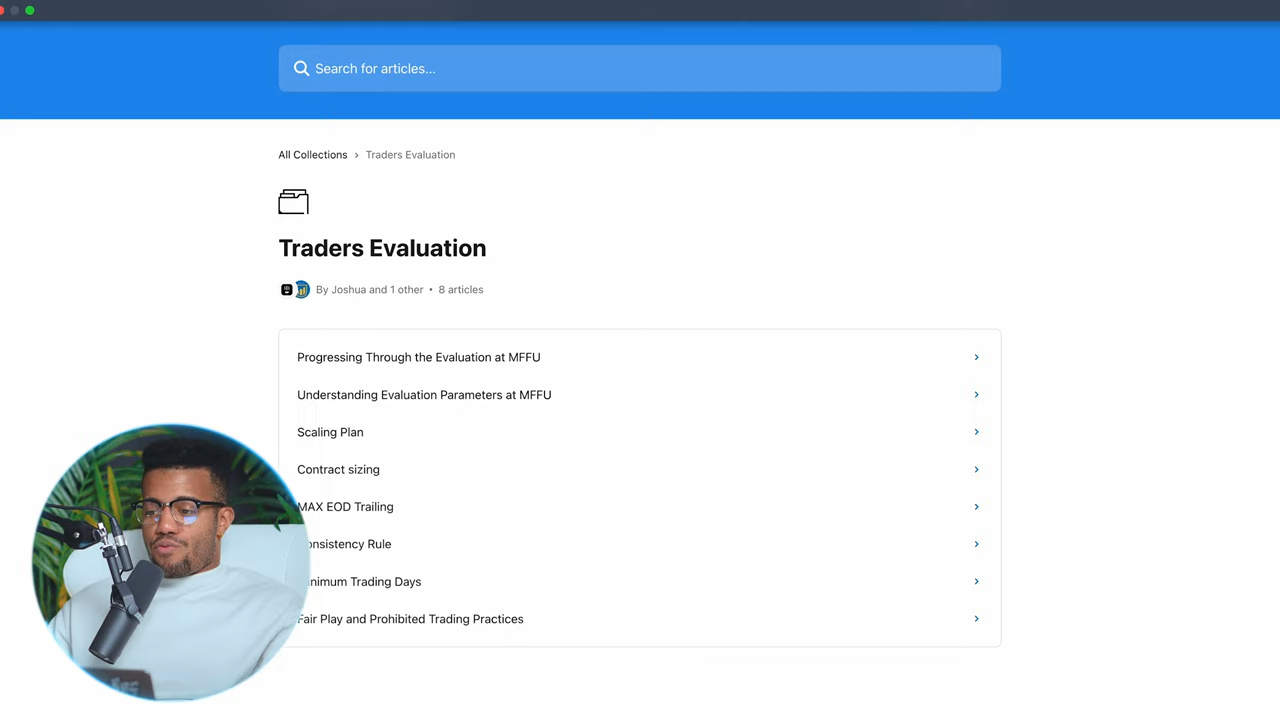 Search for articles...
All Collections › Traders Evaluation
Traders Evaluation
By Joshua and 1 other • 8 articles
Progressing Through the Evaluation at MFFU
Understanding Evaluation Parameters at MFFU
Scaling Plan
Contract sizing
MAX EOD Trailing
onsistency Rule
nimum Trading Days
Fair Play and Prohibited Trading Practices